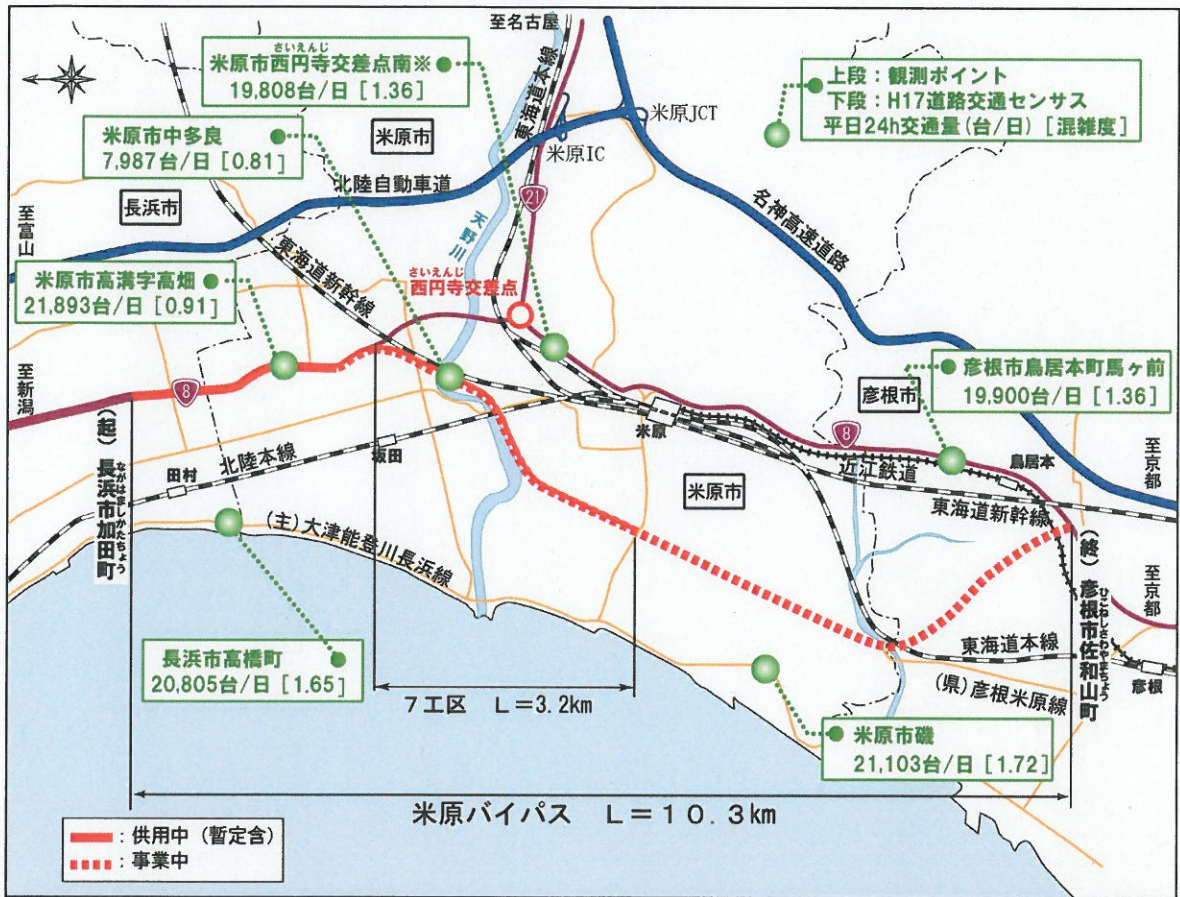 至名古屋
さいえんじ
米原市西円寺交差点南※
19,808台/日 [1.36]
上段：観測ポイント
下段：H17道路交通センサス
平日24h交通量(台/日) [混雑度]
東海道本線
米原JCT
米原IC
米原市中多良
7,987台/日 [0.81]
米原市
北陸自動車道
21
長浜市
至富山
天野川
名神高速道路
東海道新幹線
さいえんじ
西円寺交差点
米原市高溝字高畑
21,893台/日 [0.91]
至新潟
8
彦根市鳥居本町馬ヶ前
19,900台/日 [1.36]
彦根市
米原
8
鳥居本
近江鉄道
至京都
(起) 長浜市加田町
ながはましかたちょう
北陸本線
田村
坂田
米原市
東海道新幹線
(主)大津能登川長浜線
(終) 彦根市佐和山町
ひこねしさわやまちょう
至京都
長浜市高橋町
20,805台/日 [1.65]
7工区 L=3.2km
東海道本線
彦根
(県)彦根米原線
米原市磯
21,103台/日 [1.72]
米原バイパス L=10.3km
：供用中（暫定含）
：事業中